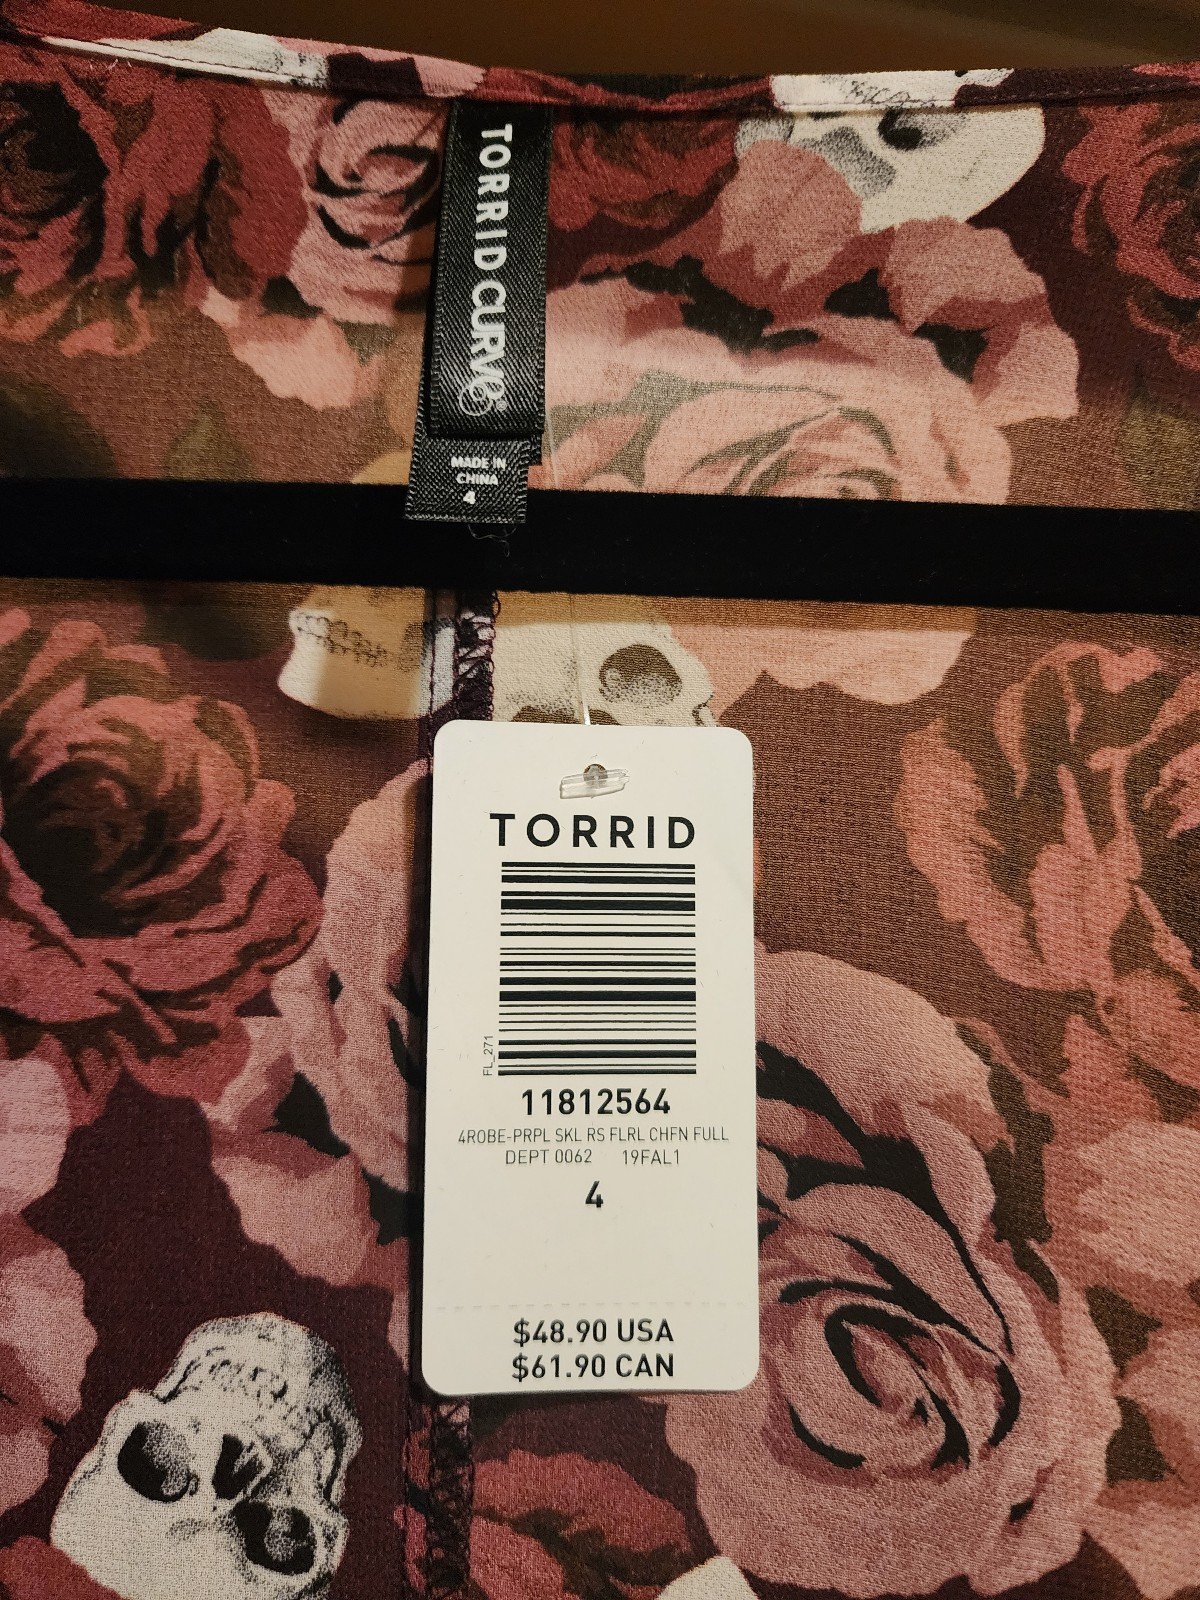 TORRID CURVE®
MADE IN
CHINA
4
TORRID
FL_271
11812564
4ROBE-PRPL SKL RS FLRL CHFN FULL
DEPT 0062 19FAL1
4
$48.90 USA
$61.90 CAN